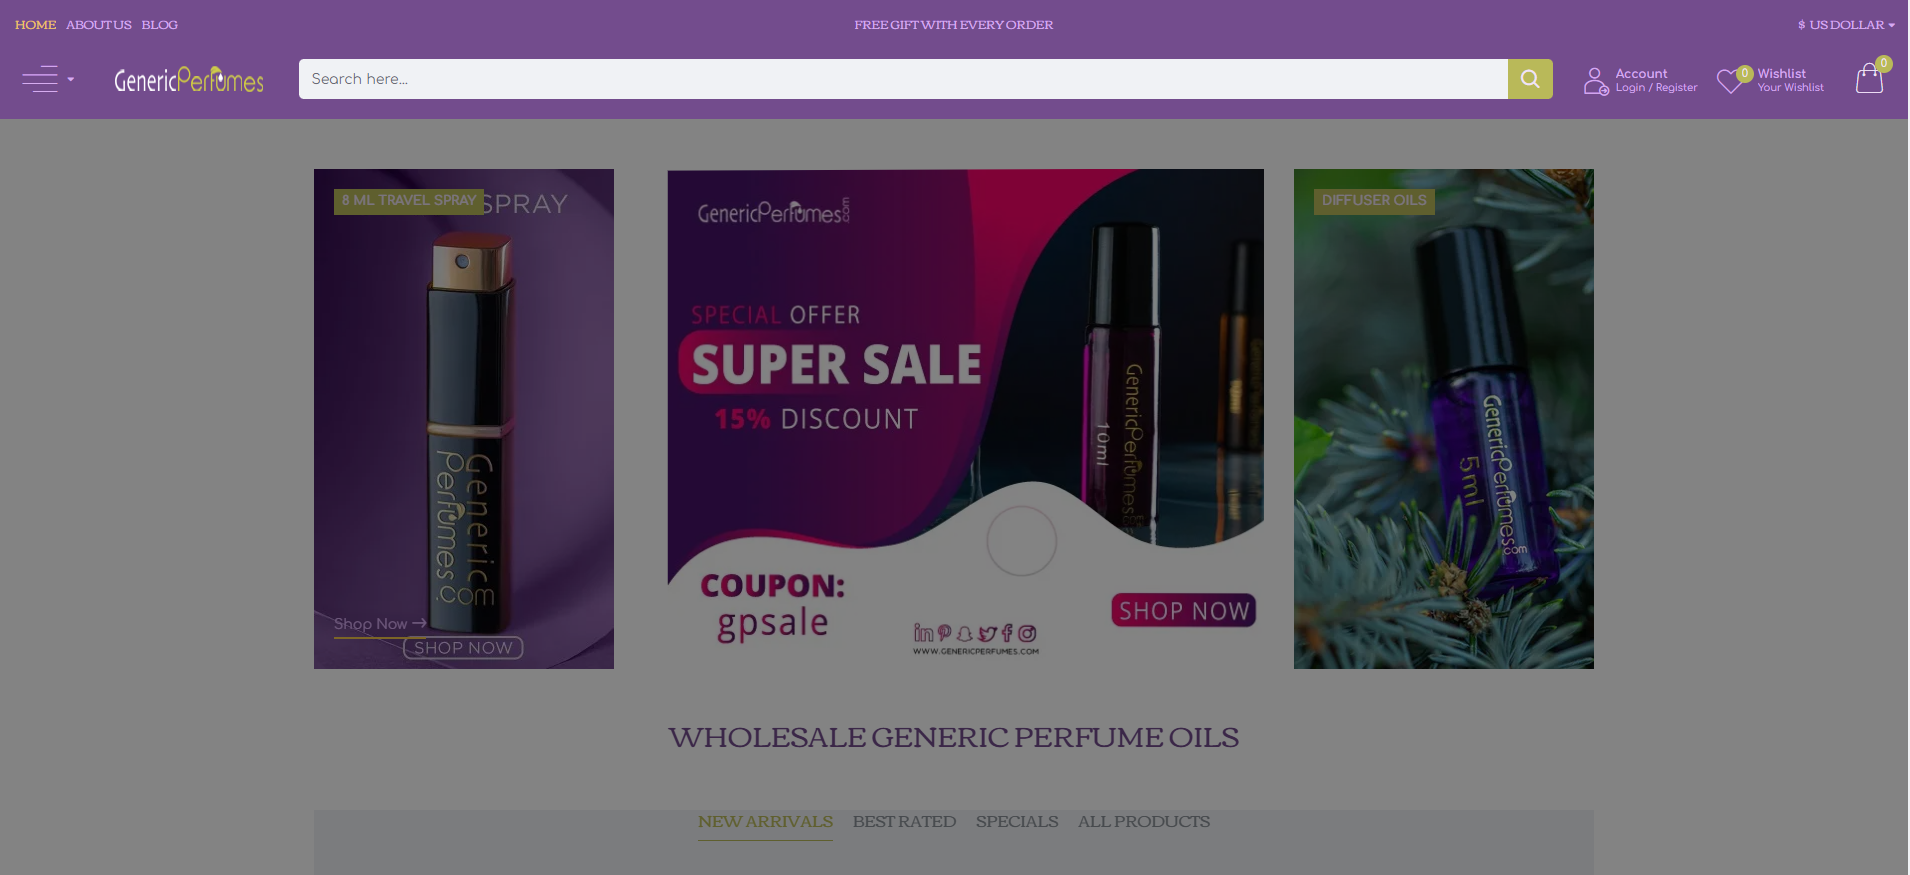 HOME ABOUT US BLOG
FREE GIFT WITH EVERY ORDER
$ US DOLLAR
GenericPerfumes
Search here...
Account
Login / Register
0
Wishlist
Your Wishlist
0
8 ML TRAVEL SPRAY
SPRAY
Generic
Perfumes.com
Shop Now →
SHOP NOW
GenericPerfumes.com
SPECIAL OFFER
SUPER SALE
15% DISCOUNT
GenericPerfumes.com
10ml
COUPON:
gpsale
SHOP NOW
WWW.GENERICPERFUMES.COM
DIFFUSER OILS
GenericPerfumes.com
5ml
WHOLESALE GENERIC PERFUME OILS
NEW ARRIVALS BEST RATED SPECIALS ALL PRODUCTS